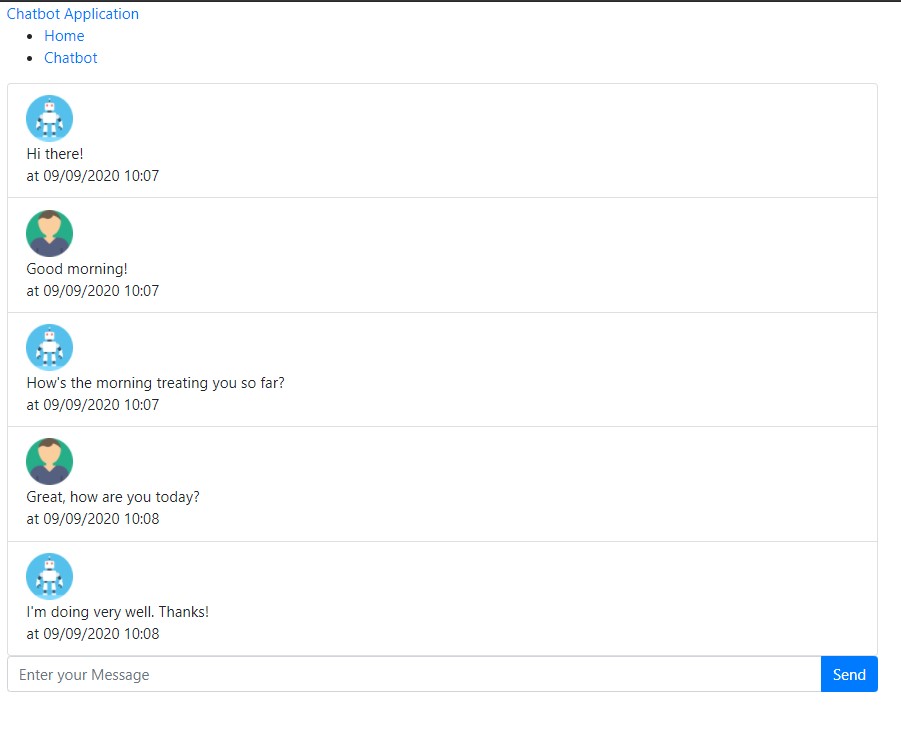 Chatbot Application
Home
Chatbot
Hi there!
at 09/09/2020 10:07
Good morning!
at 09/09/2020 10:07
How's the morning treating you so far?
at 09/09/2020 10:07
Great, how are you today?
at 09/09/2020 10:08
I'm doing very well. Thanks!
at 09/09/2020 10:08
Enter your Message
Send